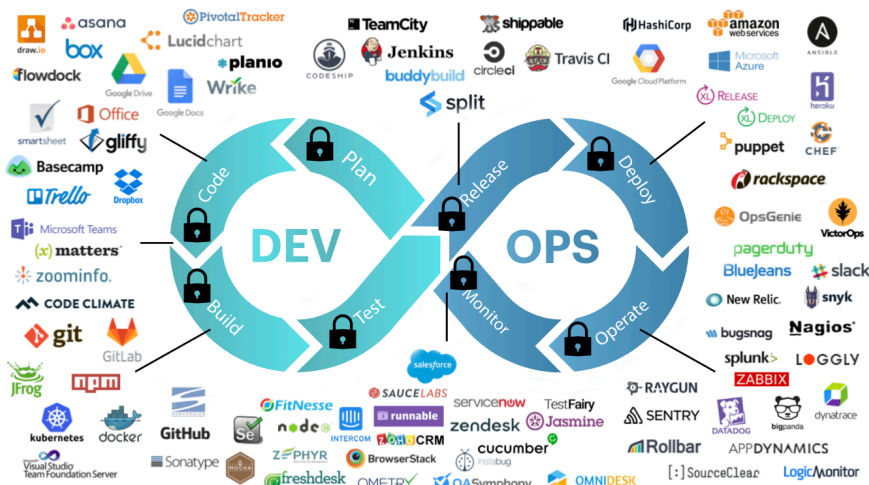 draw.io
asana
PivotalTracker
box
Lucidchart
planio
flowdock
Google Drive
Google Docs
Wrike
smartsheet
Office
gliffy
Basecamp
Trello
Dropbox
TeamCity
shippable
CODESHIP
Jenkins
circleci
Travis CI
buddybuild
split
HashiCorp
amazon
web services
ANSIBLE
Google Cloud Platform
Microsoft
Azure
heroku
XL RELEASE
XL DEPLOY
puppet
CHEF
rackspace
Code
Plan
Release
Deploy
DEV
OPS
Build
Test
Monitor
Operate
Microsoft Teams
(x) matters
zoominfo.
CODE CLIMATE
git
GitLab
JFrog
npm
kubernetes
docker
GitHub
Visual Studio
Team Foundation Server
Sonatype
MOCHA
Se
OpsGenie
VictorOps
pagerduty
BlueJeans
slack
New Relic.
snyk
bugsnag
Nagios
splunk>
LOGGLY
ZABBIX
salesforce
SAUCELABS
FitNesse
node
INTERCOM
runnable
servicenow
TestFairy
zendesk
Jasmine
ZOHO CRM
ZEPHYR
BrowserStack
cucumber
Instabug
freshdesk
QASymphony
OMNIDESK
RAYGUN
SENTRY
DATADOG
bigpanda
dynatrace
Rollbar
APPDYNAMICS
[:]SourceClear
LogicMonitor